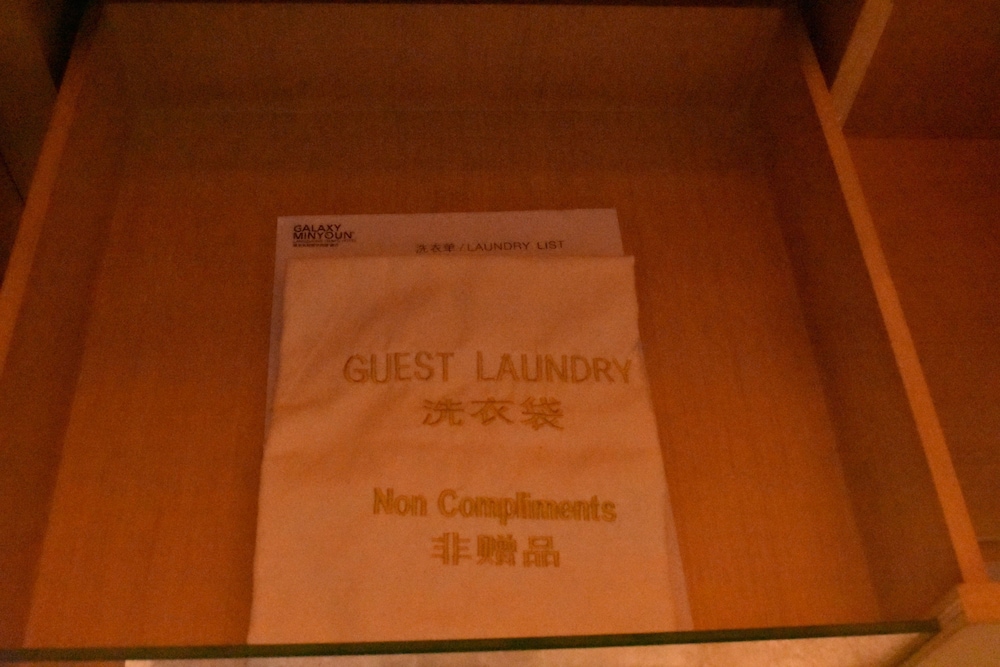 GALAXY
MINYOUN
洗衣单/LAUNDRY LIST
GUEST LAUNDRY
洗衣袋
Non Compliments
非赠品